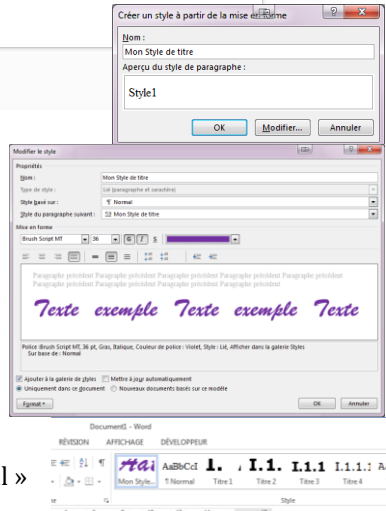 Créer un style à partir de la mise en forme
Nom :
Mon Style de titre
Aperçu du style de paragraphe :
Style1
OK Modifier... Annuler
Modifier le style
Propriétés
Nom : Mon Style de titre
Type de style : Lié (paragraphe et caractère)
Style basé sur : ¶ Normal
Style du paragraphe suivant : Mon Style de titre
Mise en forme
Brush Script MT 36 G I S
Paragraphe précédent Paragraphe précédent Paragraphe précédent Paragraphe précédent Paragraphe précédent
Paragraphe précédent Paragraphe précédent Paragraphe précédent Paragraphe précédent
Texte exemple Texte exemple Texte
Police :Brush Script MT, 36 pt, Gras, Italique, Couleur de police : Violet, Style : Lié, Afficher dans la galerie Styles
Sur base de : Normal
Ajouter à la galerie de styles Mettre à jour automatiquement
Uniquement dans ce document Nouveaux documents basés sur ce modèle
Format OK Annuler
Document1 - Word
RÉVISION AFFICHAGE DÉVELOPPEUR
AaBbCcI 1. 1.1. 1.1.1 1.1.1.1
Mon Style... ¶ Normal Titre 1 Titre 2 Titre 3 Titre 4
l »
Style